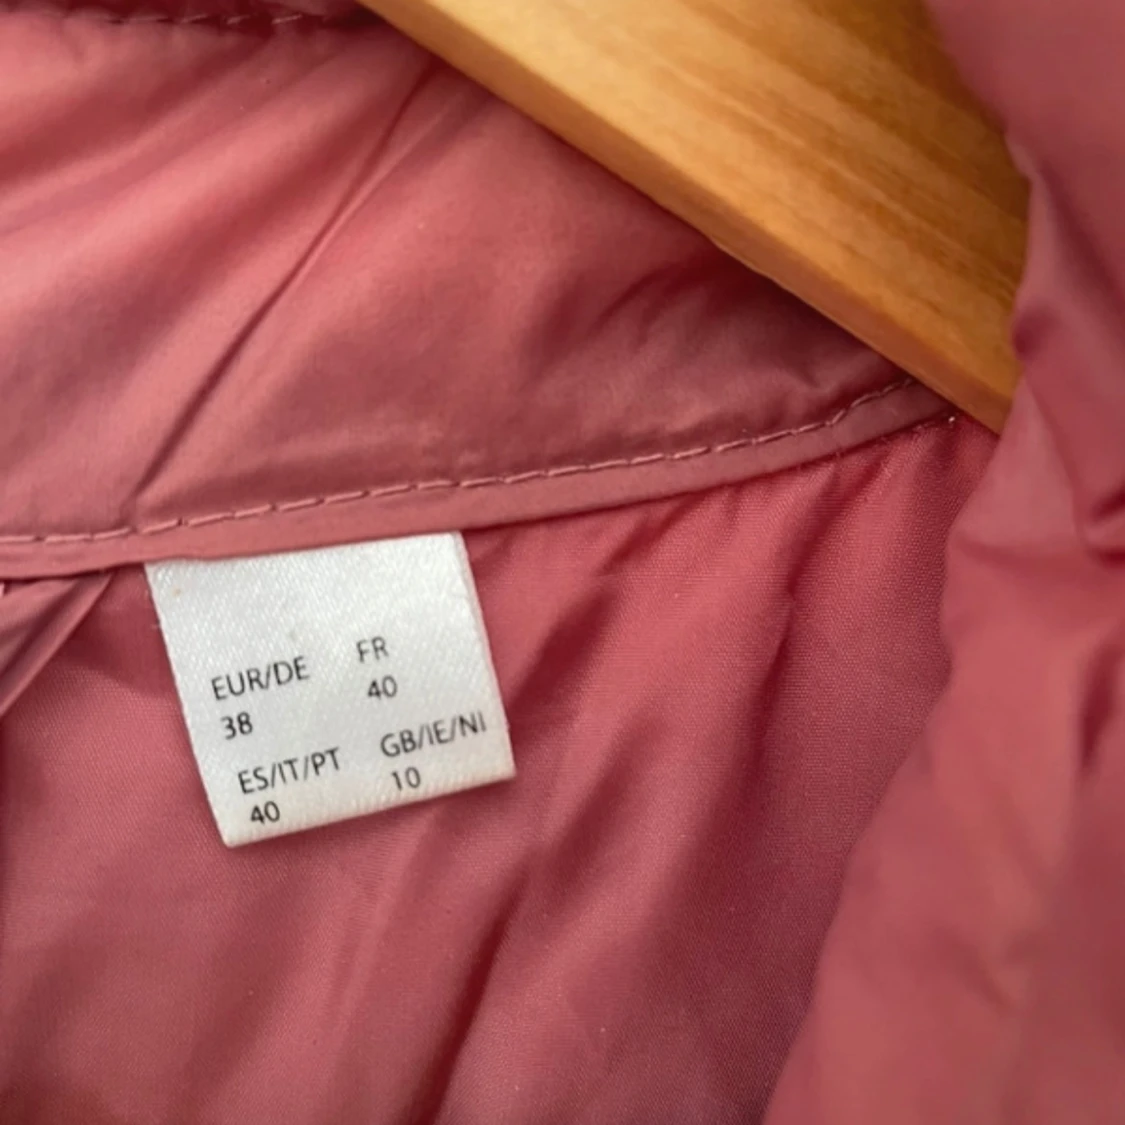 EUR/DE FR
38 40
ES/IT/PT GB/IE/NI
40 10